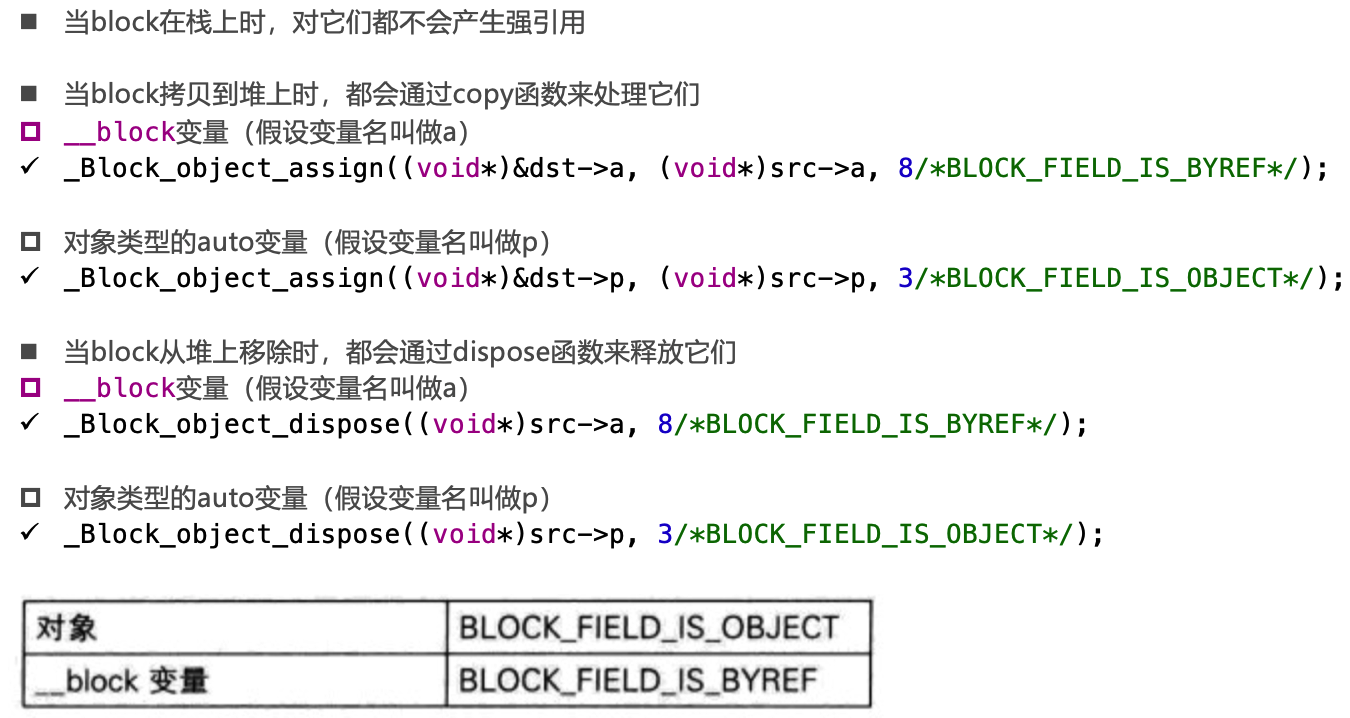 ■ 当block在栈上时，对它们都不会产生强引用
■ 当block拷贝到堆上时，都会通过copy函数来处理它们
□ __block变量（假设变量名叫做a）
✓ _Block_object_assign((void*)&dst->a, (void*)src->a, 8/*BLOCK_FIELD_IS_BYREF*/);
□ 对象类型的auto变量（假设变量名叫做p）
✓ _Block_object_assign((void*)&dst->p, (void*)src->p, 3/*BLOCK_FIELD_IS_OBJECT*/);
■ 当block从堆上移除时，都会通过dispose函数来释放它们
□ __block变量（假设变量名叫做a）
✓ _Block_object_dispose((void*)src->a, 8/*BLOCK_FIELD_IS_BYREF*/);
□ 对象类型的auto变量（假设变量名叫做p）
✓ _Block_object_dispose((void*)src->p, 3/*BLOCK_FIELD_IS_OBJECT*/);
对象 BLOCK_FIELD_IS_OBJECT
__block 变量 BLOCK_FIELD_IS_BYREF